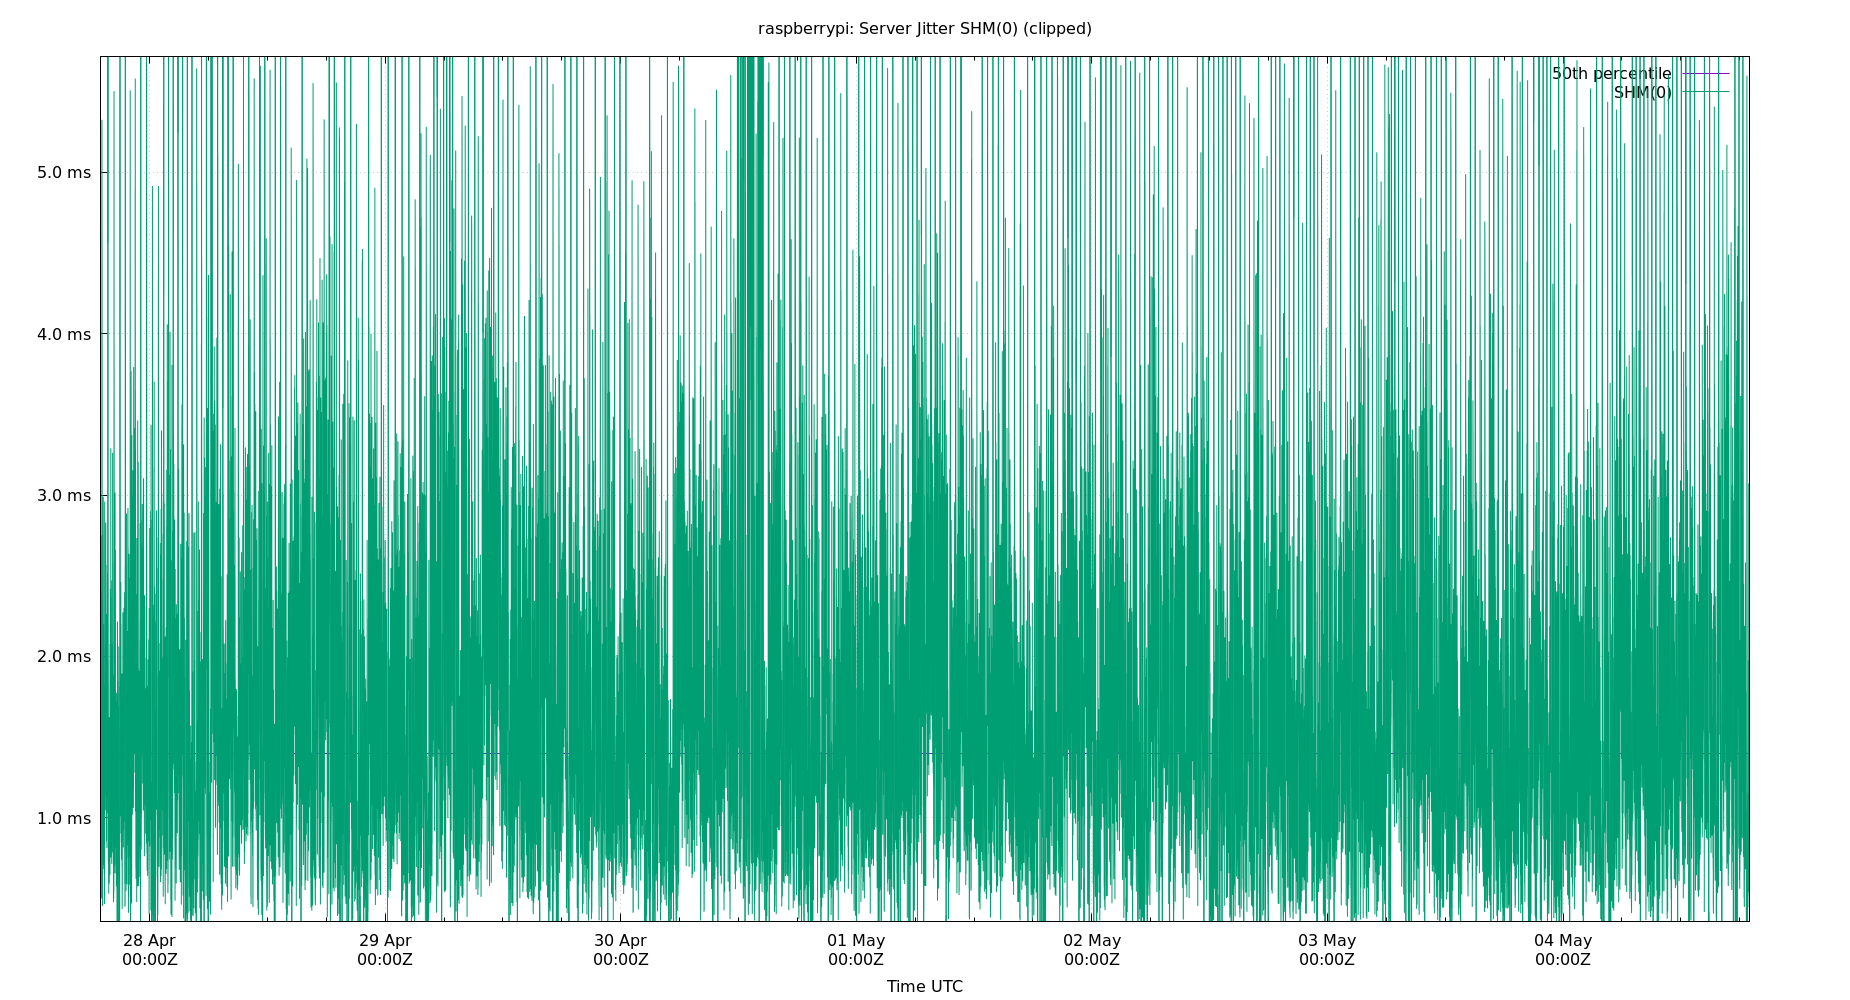 raspberrypi: Server Jitter SHM(0) (clipped)
50th percentile
SHM(0)
5.0 ms
4.0 ms
3.0 ms
2.0 ms
1.0 ms
28 Apr 29 Apr 30 Apr 01 May 02 May 03 May 04 May
00:00Z 00:00Z 00:00Z 00:00Z 00:00Z 00:00Z 00:00Z
Time UTC